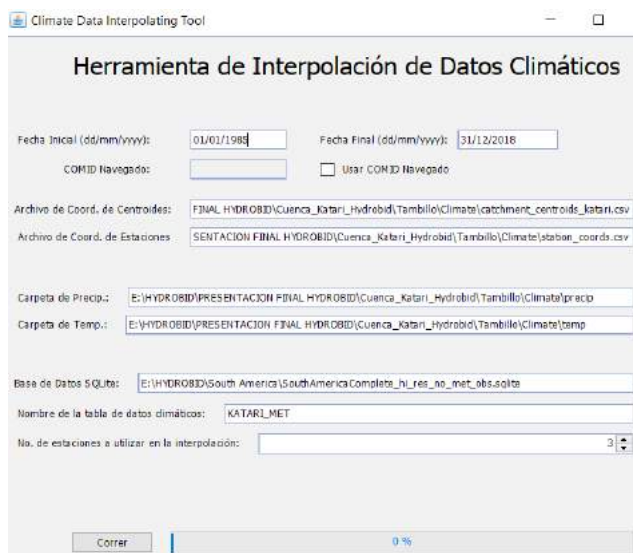 Climate Data Interpolating Tool
Herramienta de Interpolación de Datos Climáticos
Fecha Inicial (dd/mm/yyyy): 01/01/1985 Fecha Final (dd/mm/yyyy): 31/12/2018
COMID Navegado: Usar COMID Navegado
Archivo de Coord. de Centroides: FINAL HYDROBID\Cuenca_Katari_Hydrobid\Tambillo\Climate\catchment_centroids_katari.csv
Archivo de Coord. de Estaciones SENTACION FINAL HYDROBID\Cuenca_Katari_Hydrobid\Tambillo\Climate\station_coords.csv
Carpeta de Precip.: E:\HYDROBID\PRESENTACION FINAL HYDROBID\Cuenca_Katari_Hydrobid\Tambillo\Climate\precip
Carpeta de Temp.: E:\HYDROBID\PRESENTACION FINAL HYDROBID\Cuenca_Katari_Hydrobid\Tambillo\Climate\temp
Base de Datos SQLite: E:\HYDROBID\South America\SouthAmericaComplete_hi_res_no_met_obs.sqlite
Nombre de la tabla de datos climáticos: KATARI_MET
No. de estaciones a utilizar en la interpolación: 3
Correr 0 %